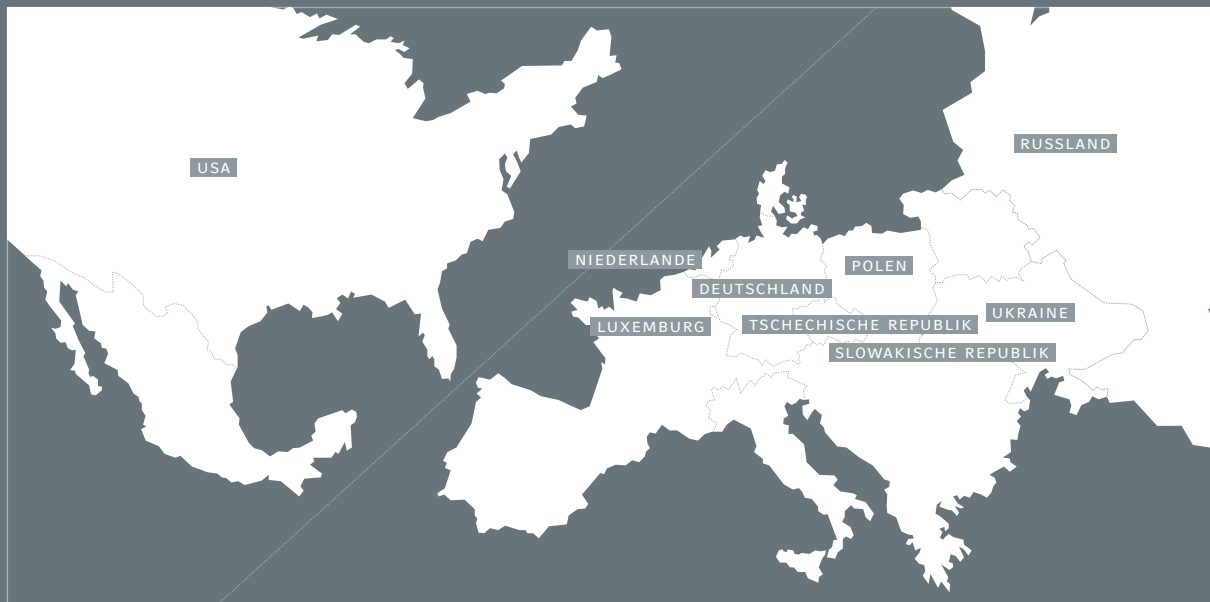 RUSSLAND
USA
NIEDERLANDE
POLEN
DEUTSCHLAND
UKRAINE
LUXEMBURG
TSCHECHISCHE REPUBLIK
SLOWAKISCHE REPUBLIK